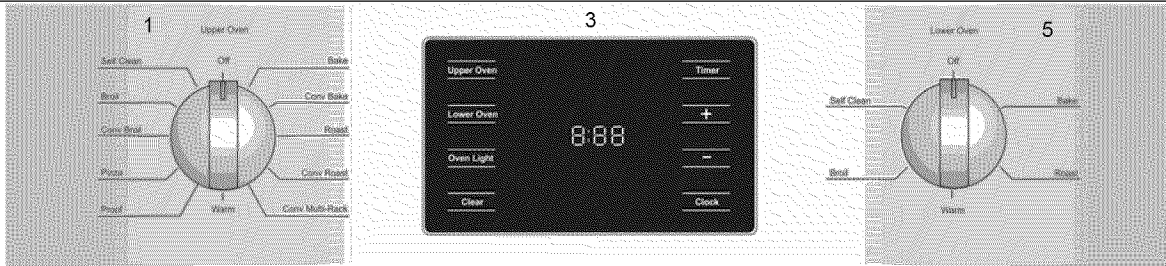 1
Upper Oven
Off
Self Clean
Bake
Broil
Conv Bake
Conv Broil
Roast
Pizza
Conv Roast
Proof
Warm
Conv Multi-Rack
3
Upper Oven
Timer
Lower Oven
+
8:88
Oven Light
-
Clear
Clock
5
Lower Oven
Off
Self Clean
Bake
Broil
Roast
Warm